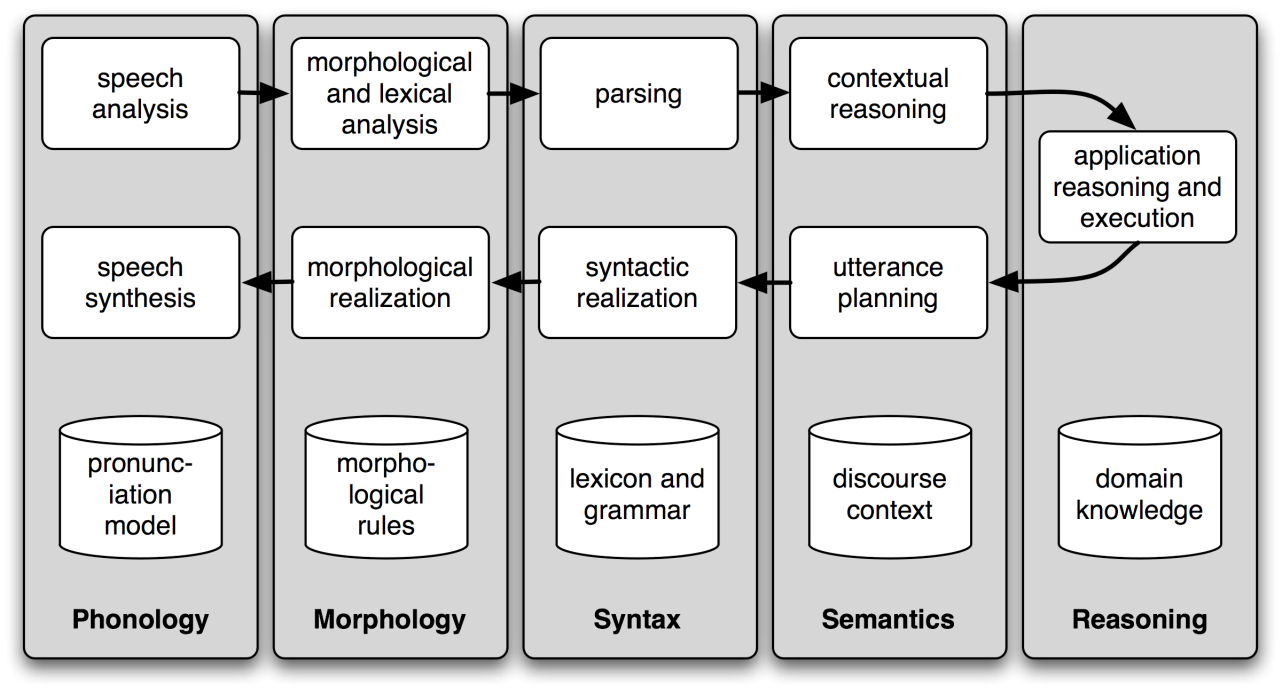 speech
analysis
morphological
and lexical
analysis
parsing
contextual
reasoning
application
reasoning and
execution
speech
synthesis
morphological
realization
syntactic
realization
utterance
planning
pronunc-
iation
model
morpho-
logical
rules
lexicon and
grammar
discourse
context
domain
knowledge
Phonology
Morphology
Syntax
Semantics
Reasoning